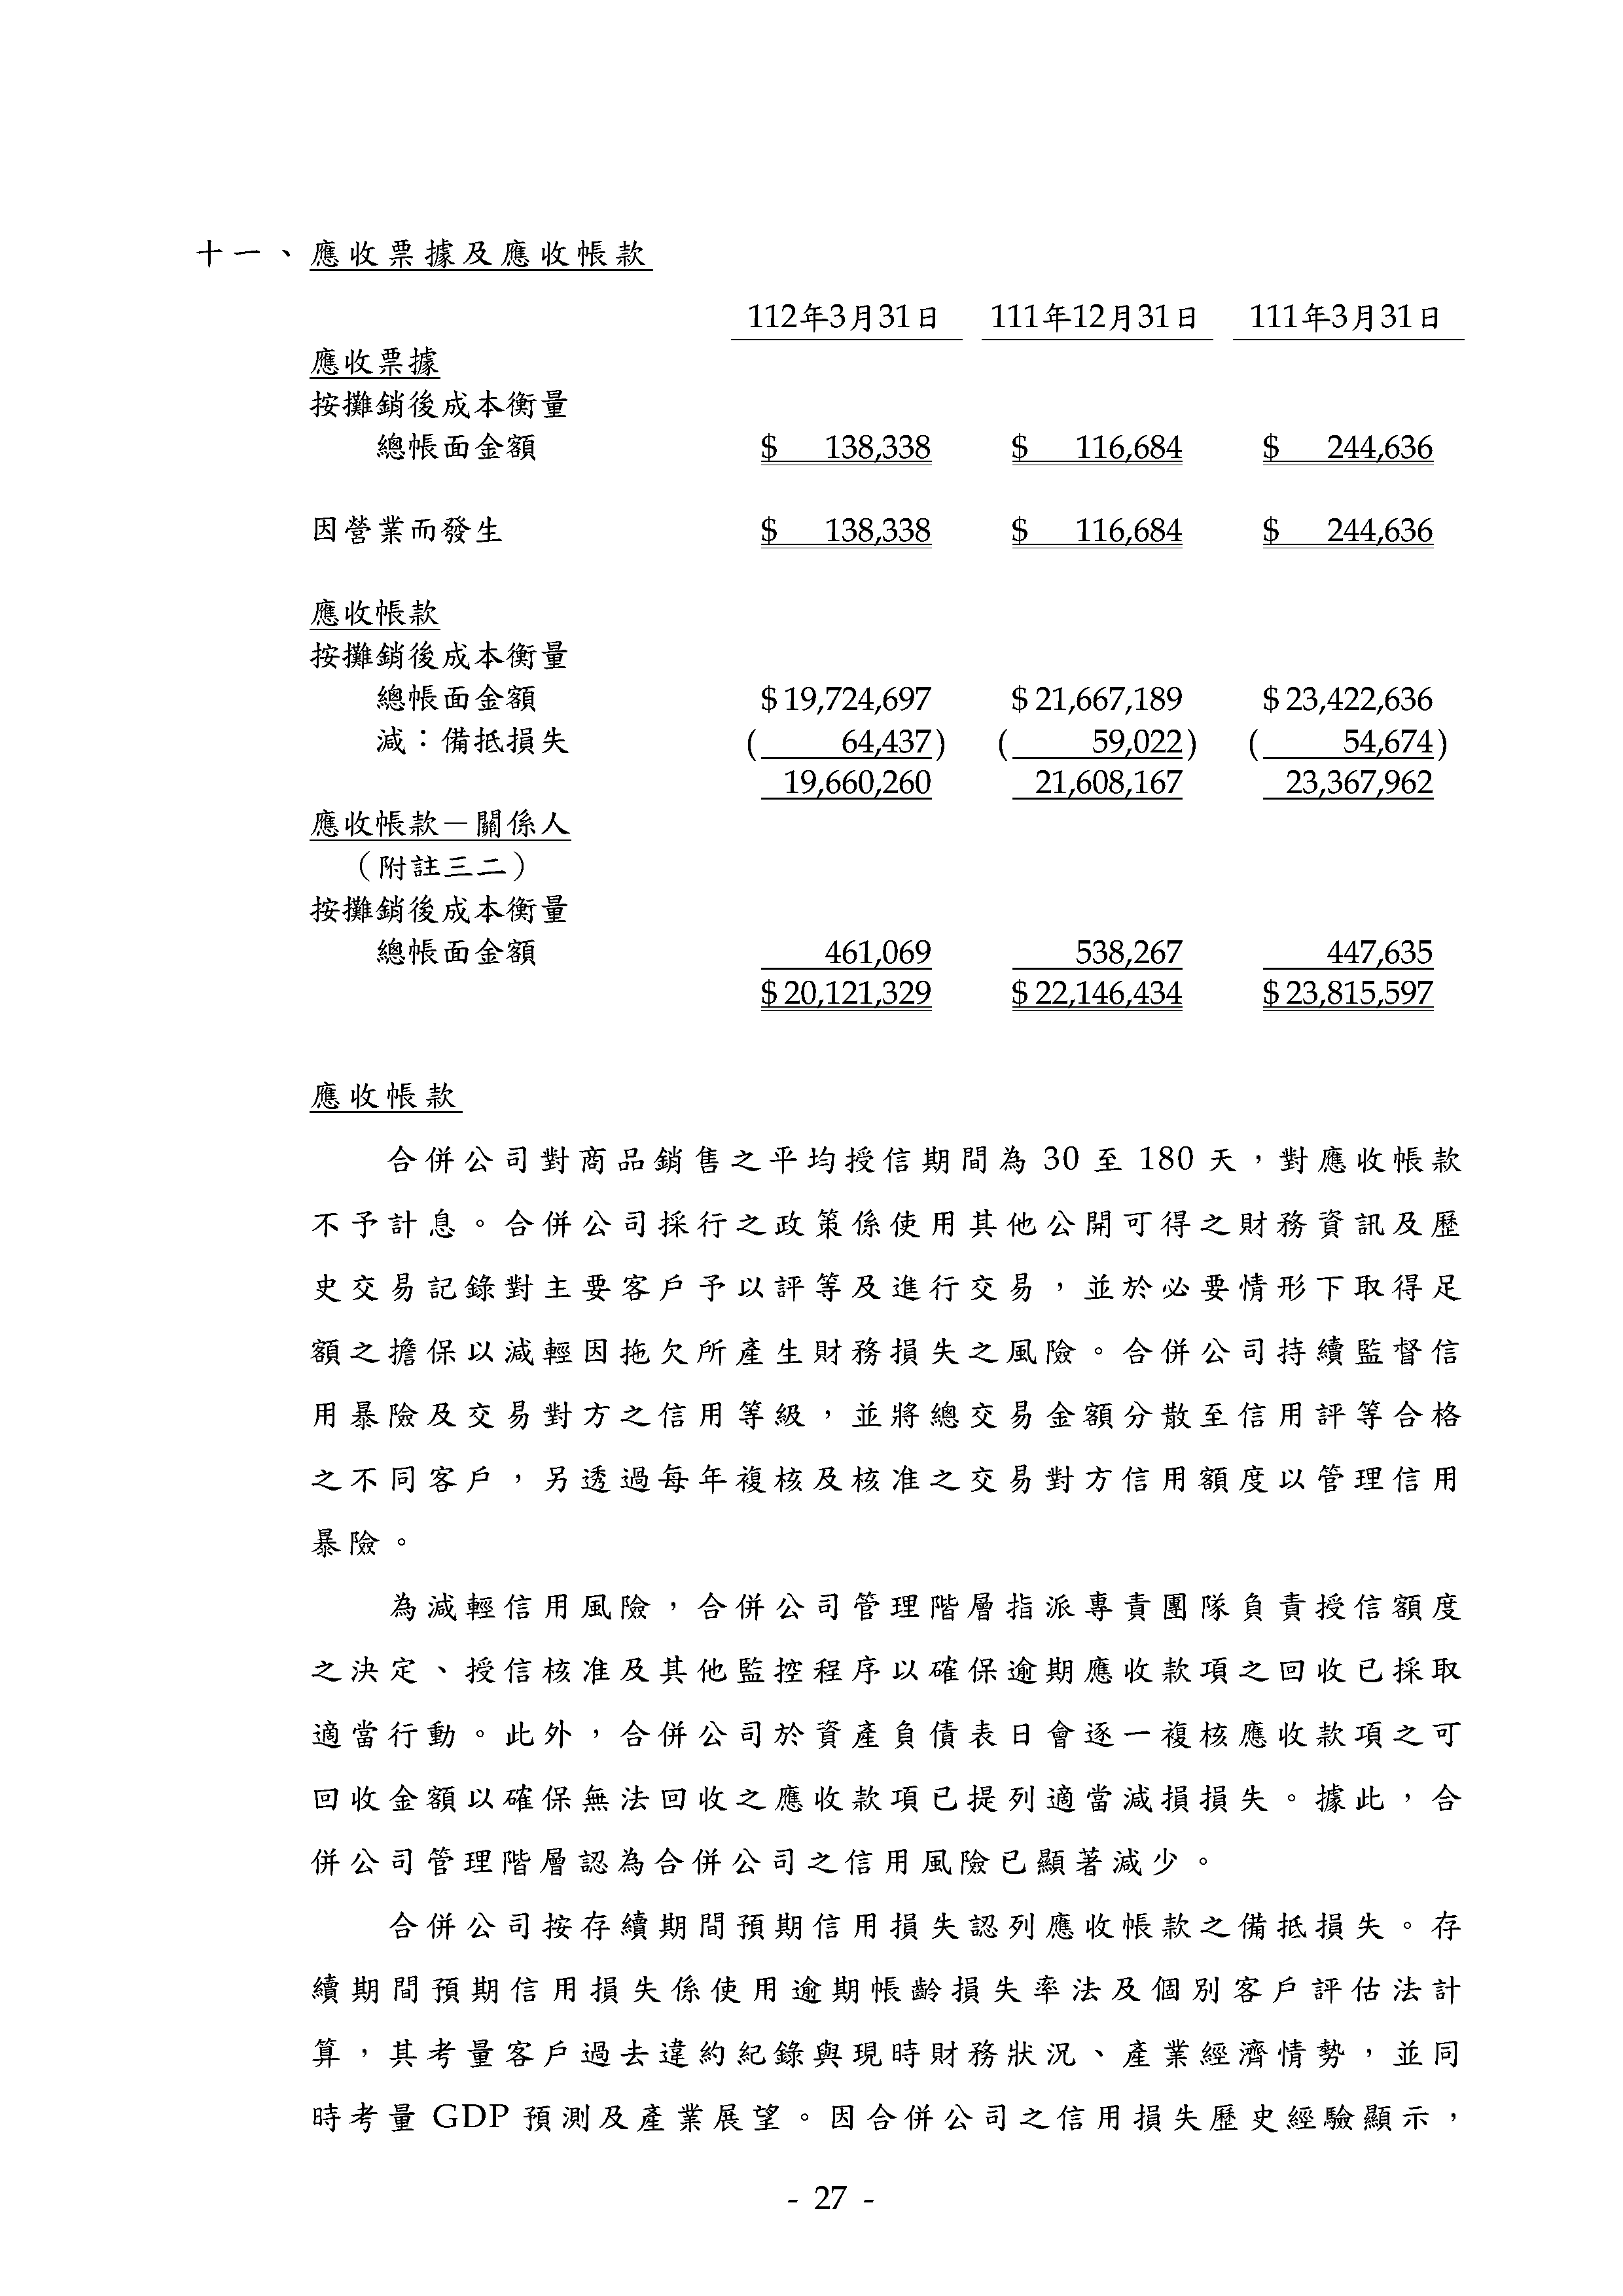 十一、應收票據及應收帳款
112年3月31日 111年12月31日 111年3月31日
應收票據
按攤銷後成本衡量
總帳面金額 $ 138,338 $ 116,684 $ 244,636
因營業而發生 $ 138,338 $ 116,684 $ 244,636
應收帳款
按攤銷後成本衡量
總帳面金額 $ 19,724,697 $ 21,667,189 $ 23,422,636
減：備抵損失 ( 64,437) ( 59,022) ( 54,674)
19,660,260 21,608,167 23,367,962
應收帳款－關係人
（附註三二）
按攤銷後成本衡量
總帳面金額 461,069 538,267 447,635
$ 20,121,329 $ 22,146,434 $ 23,815,597
應收帳款
合併公司對商品銷售之平均授信期間為 30 至 180 天，對應收帳款
不予計息。合併公司採行之政策係使用其他公開可得之財務資訊及歷
史交易記錄對主要客戶予以評等及進行交易，並於必要情形下取得足
額之擔保以減輕因拖欠所產生財務損失之風險。合併公司持續監督信
用暴險及交易對方之信用等級，並將總交易金額分散至信用評等合格
之不同客戶，另透過每年複核及核准之交易對方信用額度以管理信用
暴險。
為減輕信用風險，合併公司管理階層指派專責團隊負責授信額度
之決定、授信核准及其他監控程序以確保逾期應收款項之回收已採取
適當行動。此外，合併公司於資產負債表日會逐一複核應收款項之可
回收金額以確保無法回收之應收款項已提列適當減損損失。據此，合
併公司管理階層認為合併公司之信用風險已顯著減少。
合併公司按存續期間預期信用損失認列應收帳款之備抵損失。存
續期間預期信用損失係使用逾期帳齡損失率法及個別客戶評估法計
算，其考量客戶過去違約紀錄與現時財務狀況、產業經濟情勢，並同
時考量 GDP 預測及產業展望。因合併公司之信用損失歷史經驗顯示，
- 27 -